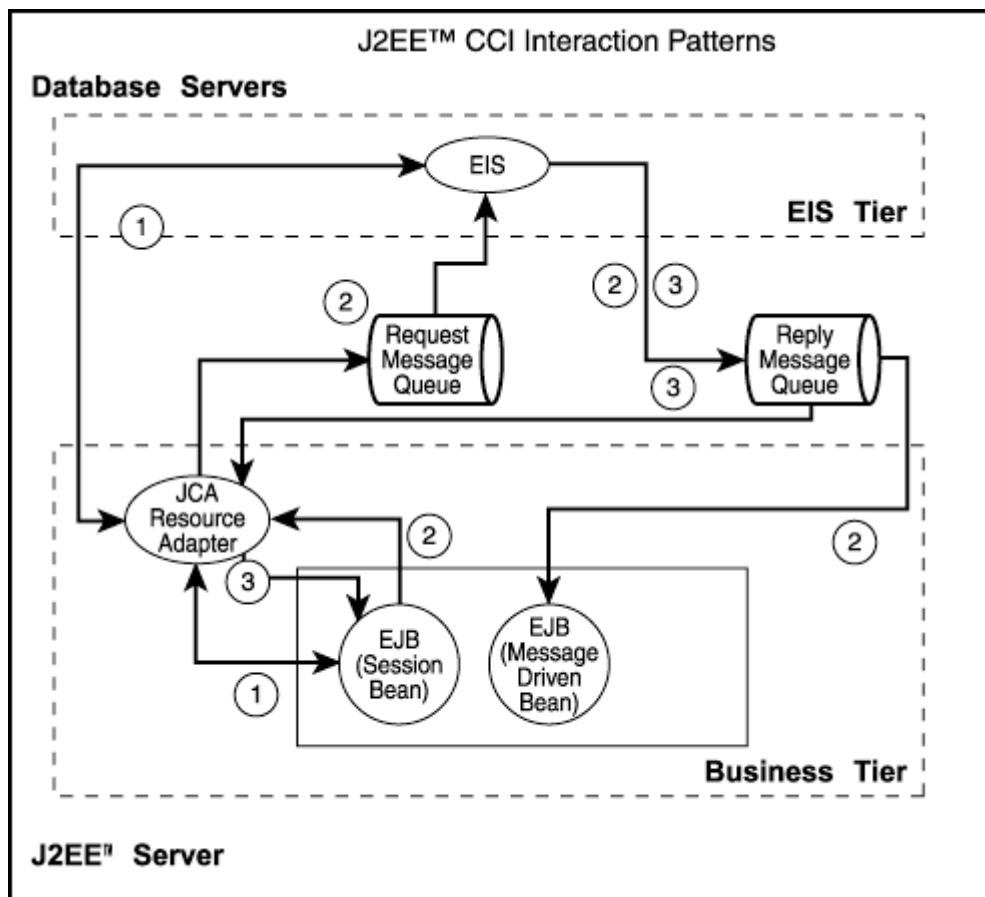 J2EE™ CCI Interaction Patterns
Database Servers
EIS
EIS Tier
1
2
2
3
Request
Message
Queue
Reply
Message
Queue
3
JCA
Resource
Adapter
2
2
3
EJB
(Session
Bean)
EJB
(Message
Driven
Bean)
1
Business Tier
J2EE™ Server